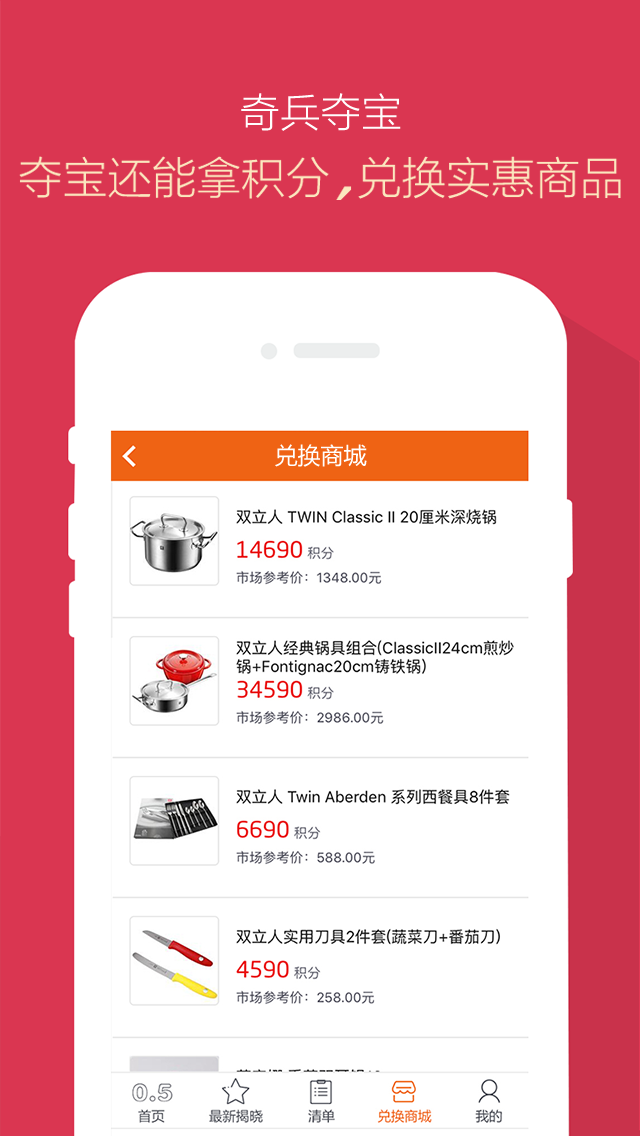 奇兵夺宝
夺宝还能拿积分,兑换实惠商品
兑换商城
双立人 TWIN Classic II 20厘米深烧锅
14690 积分
市场参考价：1348.00元
双立人经典锅具组合(ClassicII24cm煎炒
锅+Fontignac20cm铸铁锅)
34590 积分
市场参考价：2986.00元
双立人 Twin Aberden 系列西餐具8件套
6690 积分
市场参考价：588.00元
双立人实用刀具2件套(蔬菜刀+番茄刀)
4590 积分
市场参考价：258.00元
0.5
首页
最新揭晓
清单
兑换商城
我的